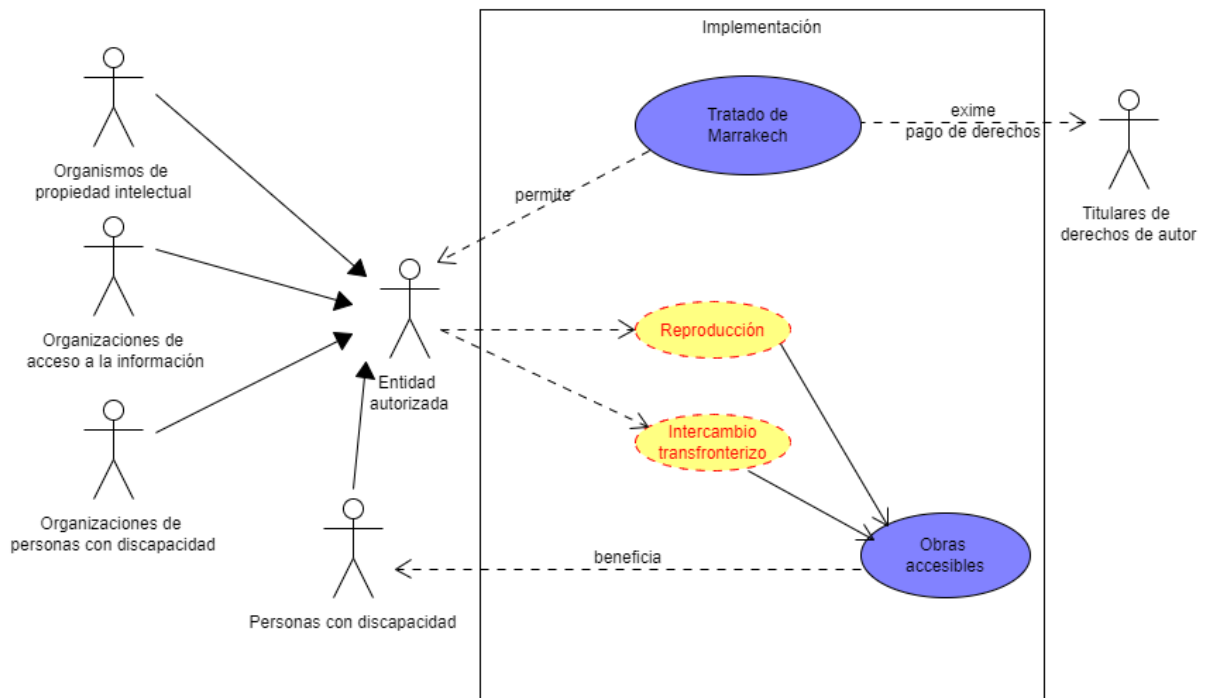 Implementación
Organismos de
propiedad intelectual
Tratado de
Marrakech
exime
pago de derechos
Titulares de
derechos de autor
permite
Organizaciones de
acceso a la información
Entidad
autorizada
Reproducción
Intercambio
transfronterizo
Organizaciones de
personas con discapacidad
Obras
accesibles
beneficia
Personas con discapacidad